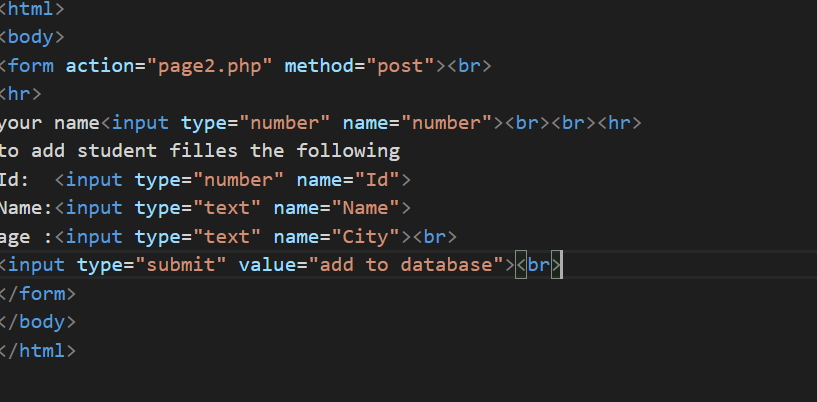 <html>
<body>
<form action="page2.php" method="post"><br>
<hr>
your name<input type="number" name="number"><br><br><hr>
to add student filles the following
Id:  <input type="number" name="Id">
Name:<input type="text" name="Name">
age :<input type="text" name="City"><br>
<input type="submit" value="add to database"><br>
</form>
</body>
</html>